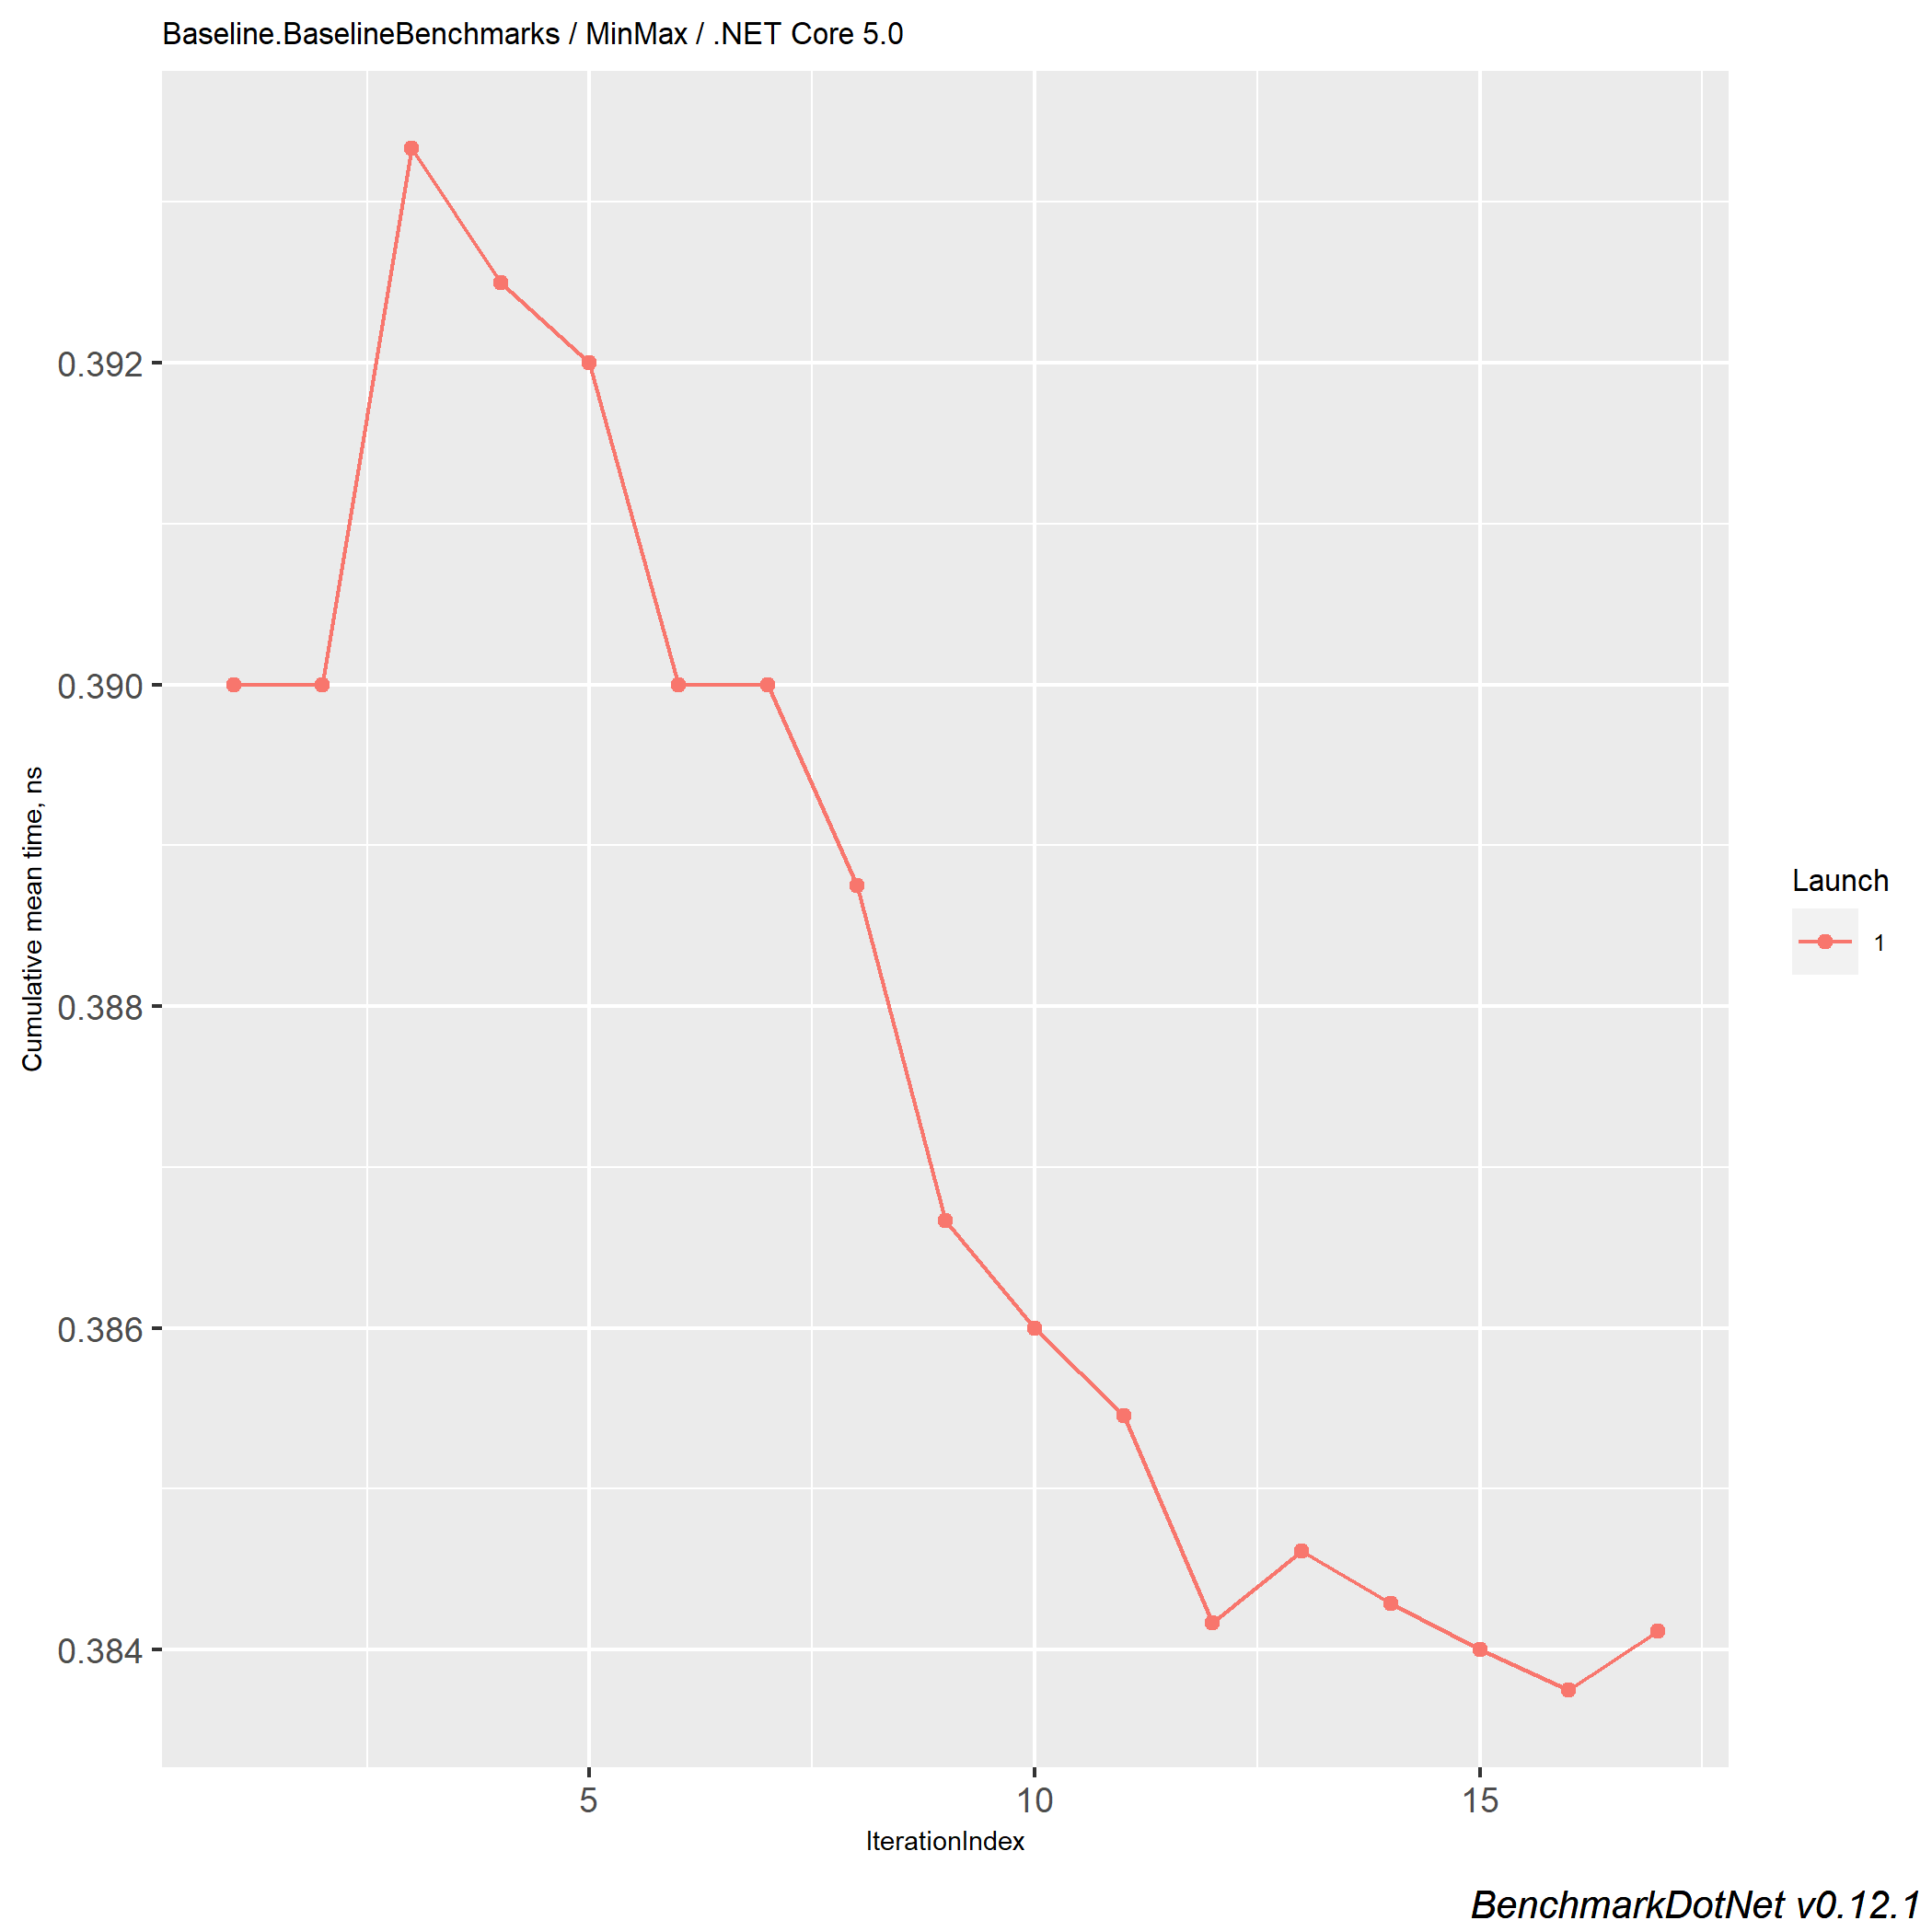 Baseline.BaselineBenchmarks / MinMax / .NET Core 5.0
Cumulative mean time, ns
0.392
0.390
0.388
0.386
0.384
5
10
15
IterationIndex
Launch
1
BenchmarkDotNet v0.12.1